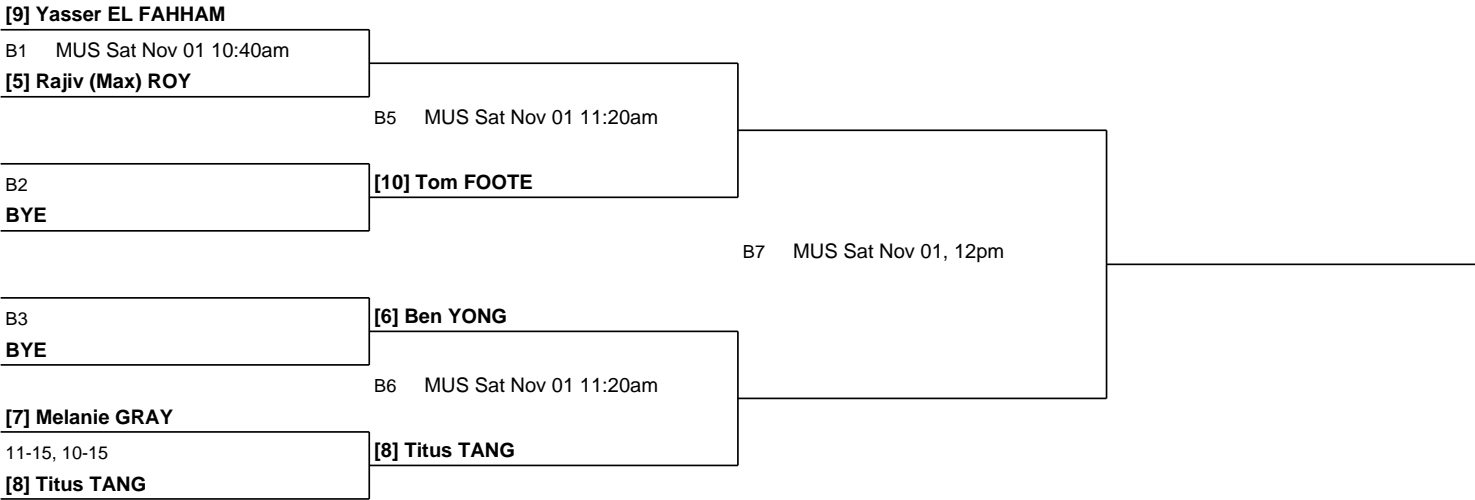 [9] Yasser EL FAHHAM
B1 MUS Sat Nov 01 10:40am
[5] Rajiv (Max) ROY
B5 MUS Sat Nov 01 11:20am
B2
[10] Tom FOOTE
BYE
B7 MUS Sat Nov 01, 12pm
B3
[6] Ben YONG
BYE
B6 MUS Sat Nov 01 11:20am
[7] Melanie GRAY
11-15, 10-15
[8] Titus TANG
[8] Titus TANG